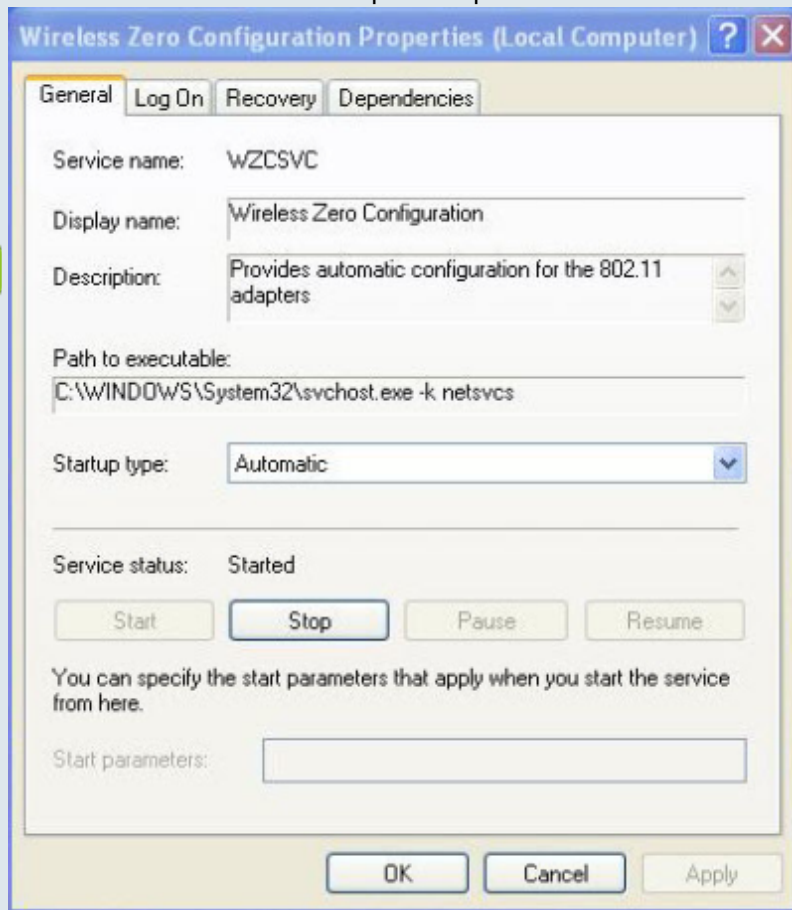 Wireless Zero Configuration Properties (Local Computer)
General Log On Recovery Dependencies
Service name: WZCSVC
Display name: Wireless Zero Configuration
Description: Provides automatic configuration for the 802.11
adapters
Path to executable:
C:\WINDOWS\System32\svchost.exe -k netsvcs
Startup type: Automatic
Service status: Started
Start Stop Pause Resume
You can specify the start parameters that apply when you start the service
from here.
Start parameters:
OK Cancel Apply